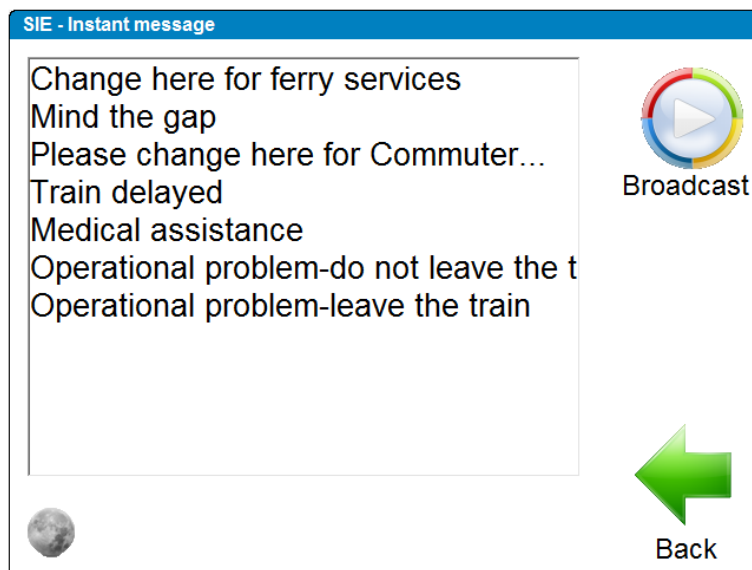 SIE - Instant message
Change here for ferry services
Mind the gap
Please change here for Commuter...
Train delayed
Medical assistance
Operational problem-do not leave the t
Operational problem-leave the train
Broadcast
Back